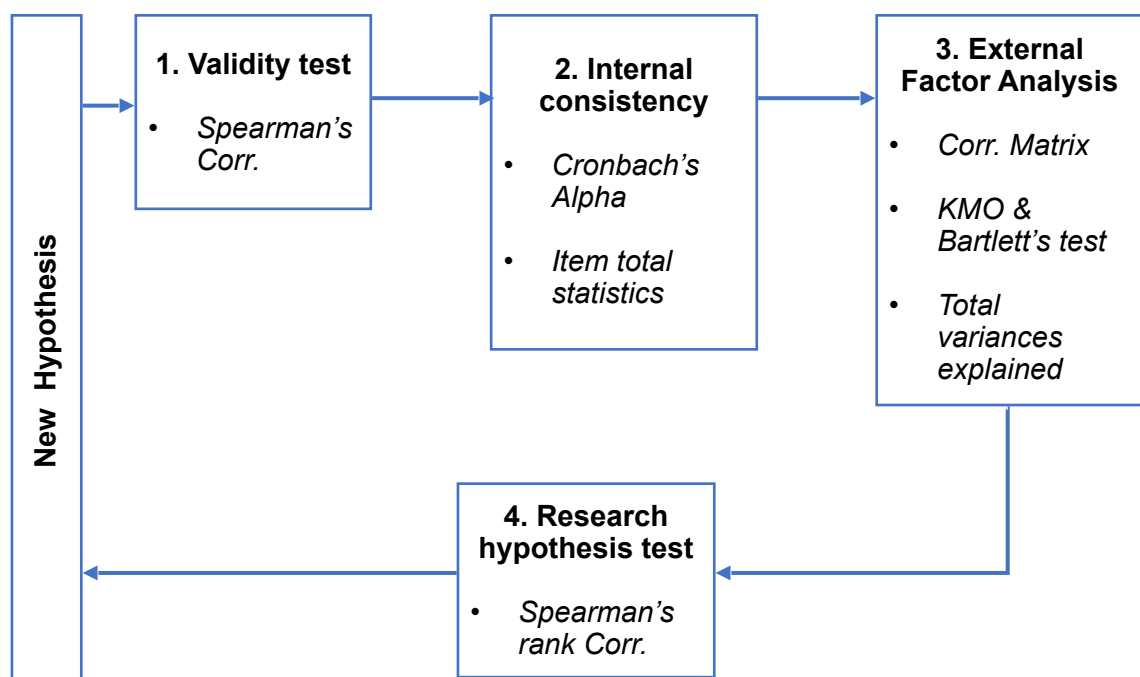 New Hypothesis
1. Validity test
• Spearman's
Corr.
2. Internal
consistency
• Cronbach's
Alpha
• Item total
statistics
3. External
Factor Analysis
• Corr. Matrix
• KMO &
Bartlett's test
• Total
variances
explained
4. Research
hypothesis test
• Spearman's
rank Corr.